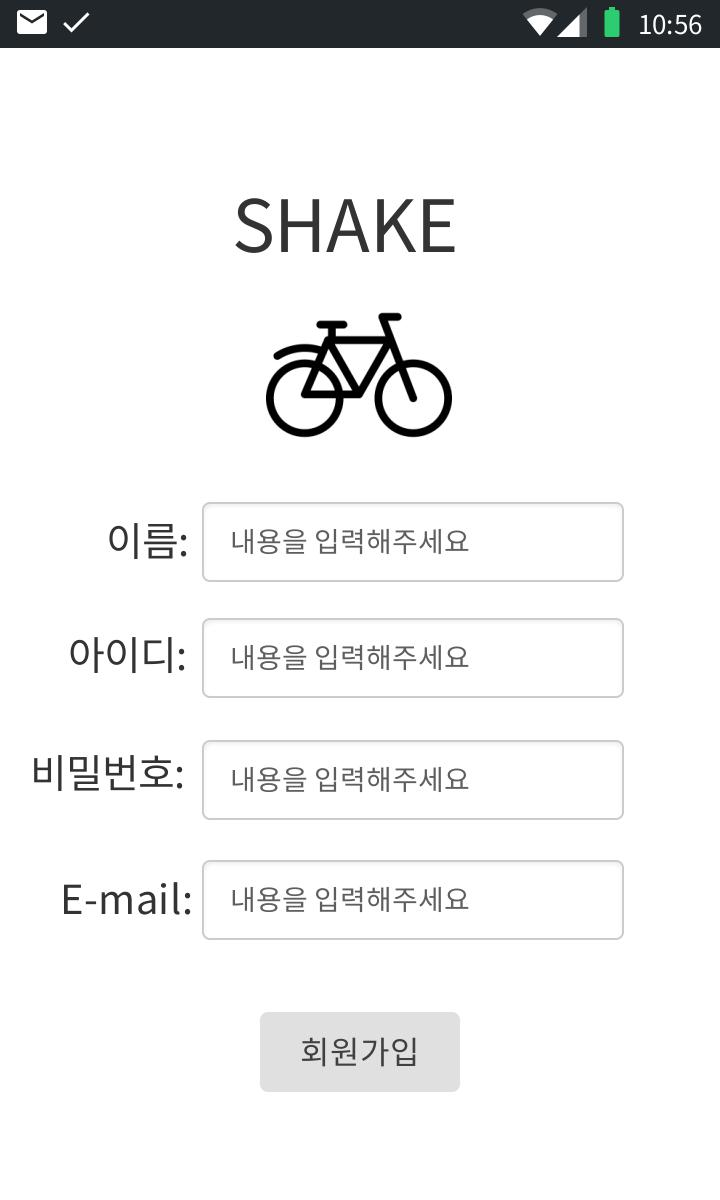 10:56
SHAKE
이름: 내용을 입력해주세요
아이디: 내용을 입력해주세요
비밀번호: 내용을 입력해주세요
E-mail: 내용을 입력해주세요
회원가입